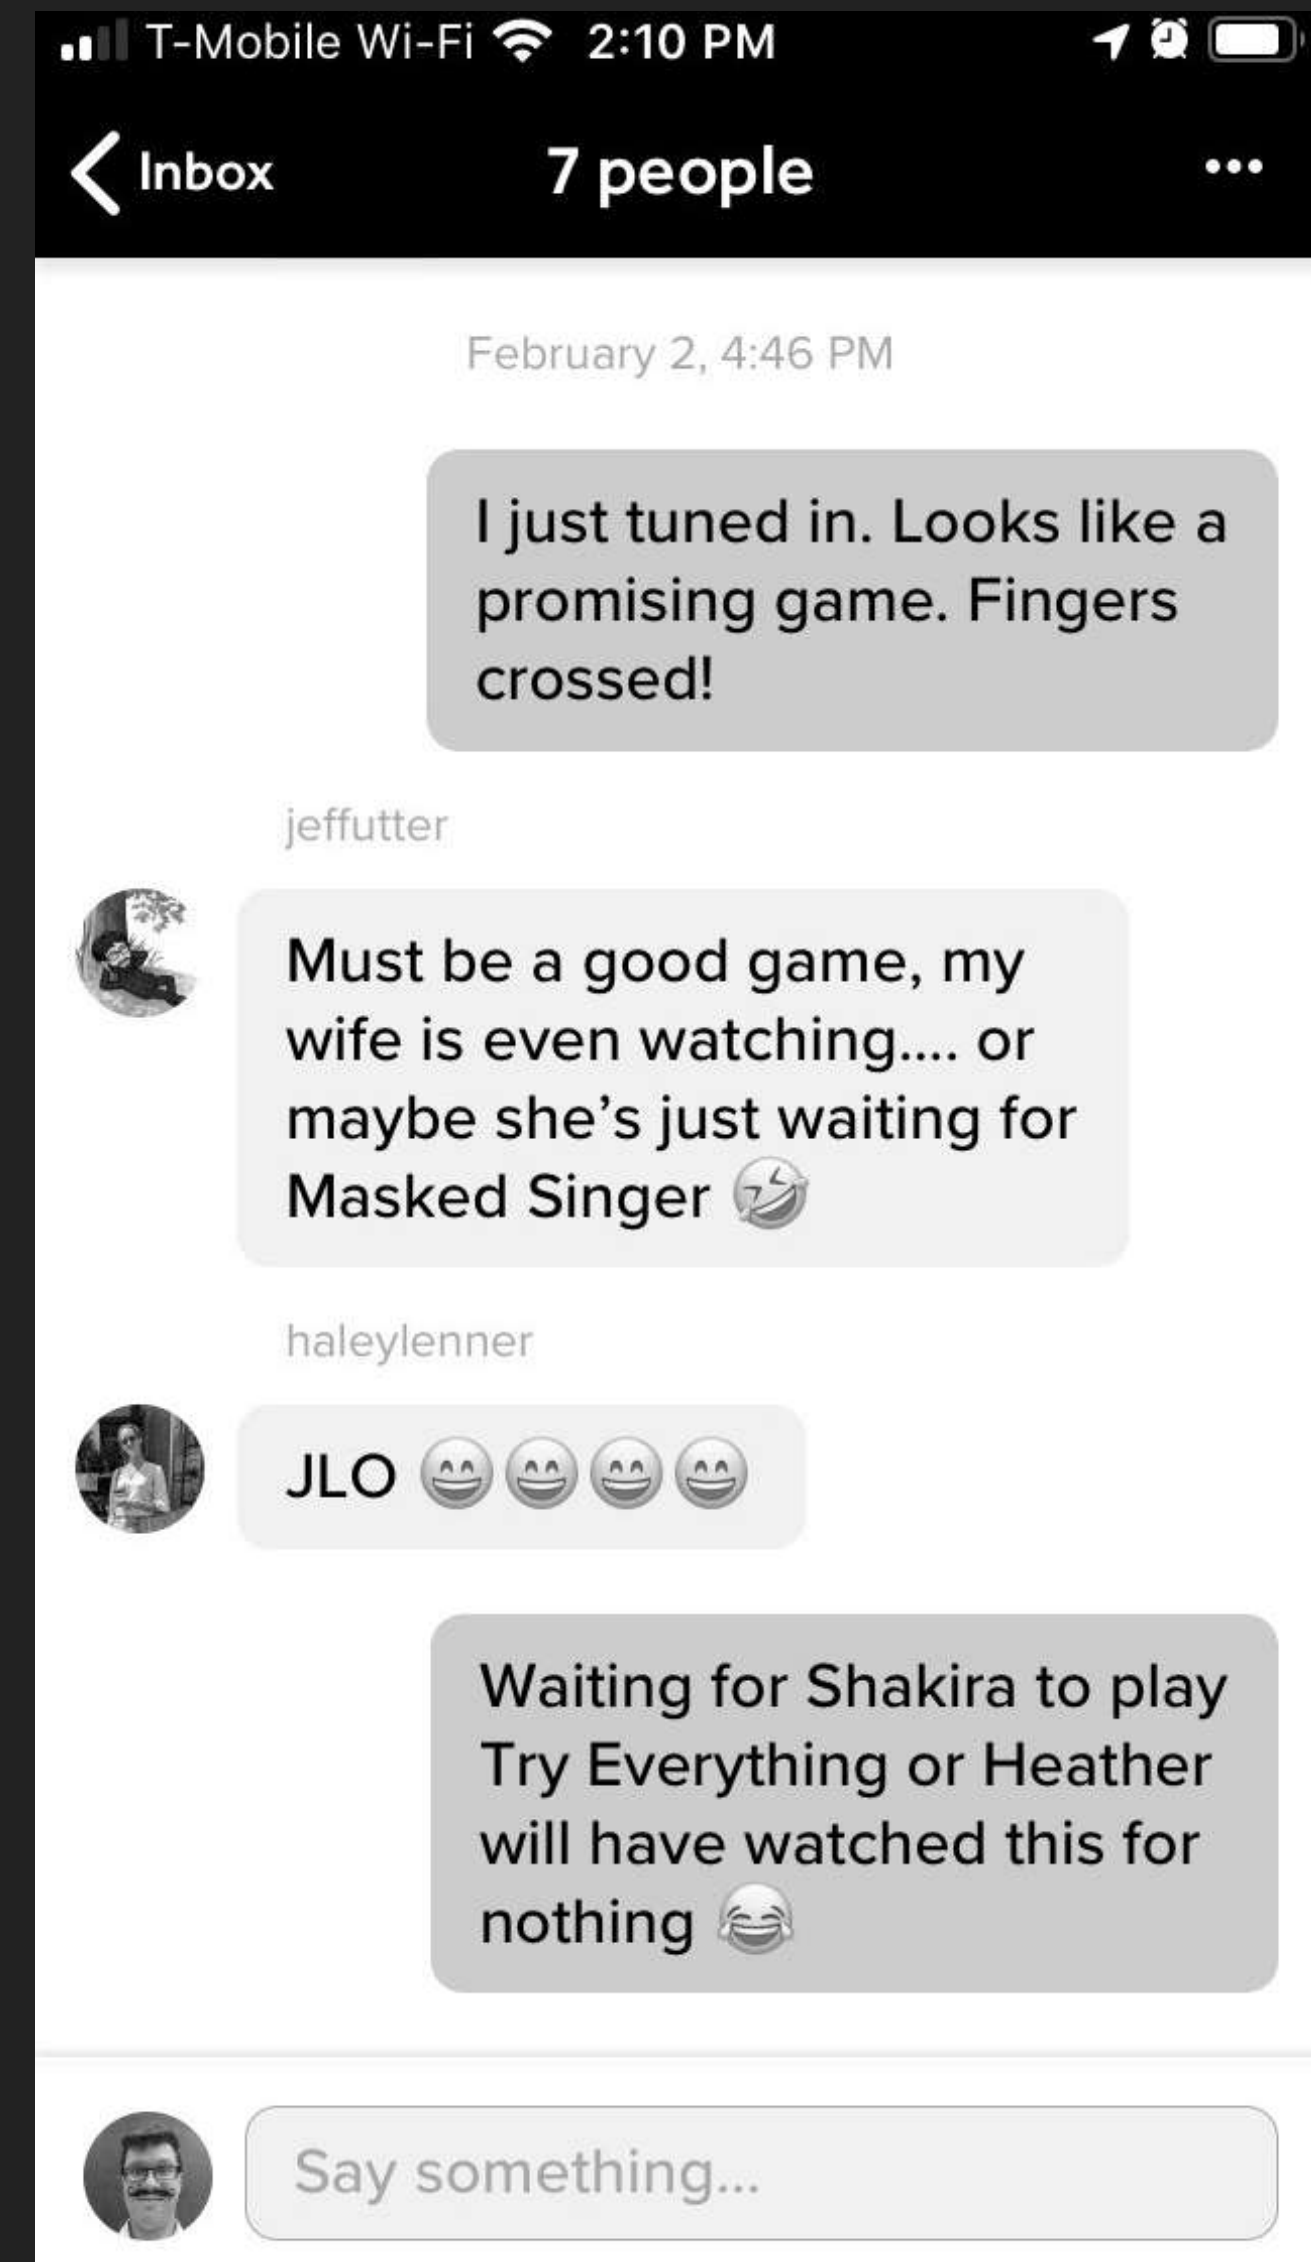 T-Mobile Wi-Fi 2:10 PM
Inbox 7 people •••
February 2, 4:46 PM
I just tuned in. Looks like a
promising game. Fingers
crossed!
jeffutter
Must be a good game, my
wife is even watching.... or
maybe she’s just waiting for
Masked Singer 🤣
haleylenner
JLO 😄😄😄😄
Waiting for Shakira to play
Try Everything or Heather
will have watched this for
nothing 😂
Say something...